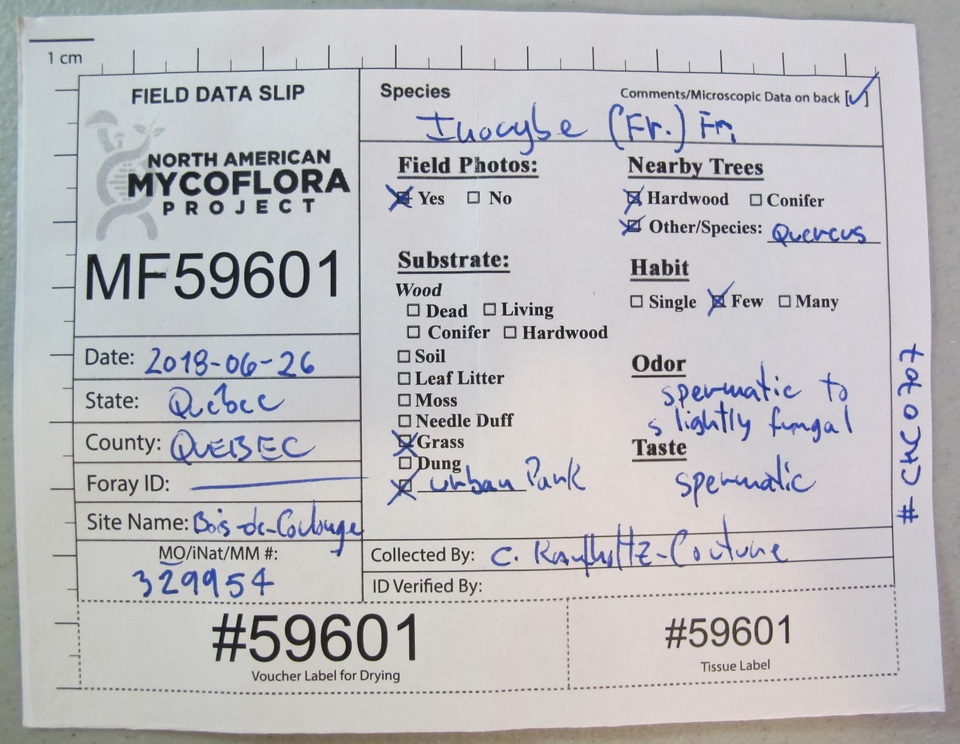 1 cm
FIELD DATA SLIP
NORTH AMERICAN
MYCOFLORA
PROJECT
MF59601
Date: 2018-06-26
State: Québec
County: QUEBEC
Foray ID:
Site Name: Bois-de-Coulonge
MO/iNat/MM #:
329954
Species
Comments/Microscopic Data on back [✓]
Inocybe (Fr.) Fr.
Field Photos:
☒ Yes ☐ No
Substrate:
Wood
☐ Dead ☐ Living
☐ Conifer ☐ Hardwood
☐ Soil
☐ Leaf Litter
☐ Moss
☐ Needle Duff
☒ Grass
☐ Dung
☒ urban Park
Nearby Trees
☒ Hardwood ☐ Conifer
☒ Other/Species: Quercus
Habit
☐ Single ☒ Few ☐ Many
Odor
spermatic to
slightly fungal
Taste
spermatic
Collected By: C. Kaufholtz-Couture
ID Verified By:
#59601
Voucher Label for Drying
#59601
Tissue Label